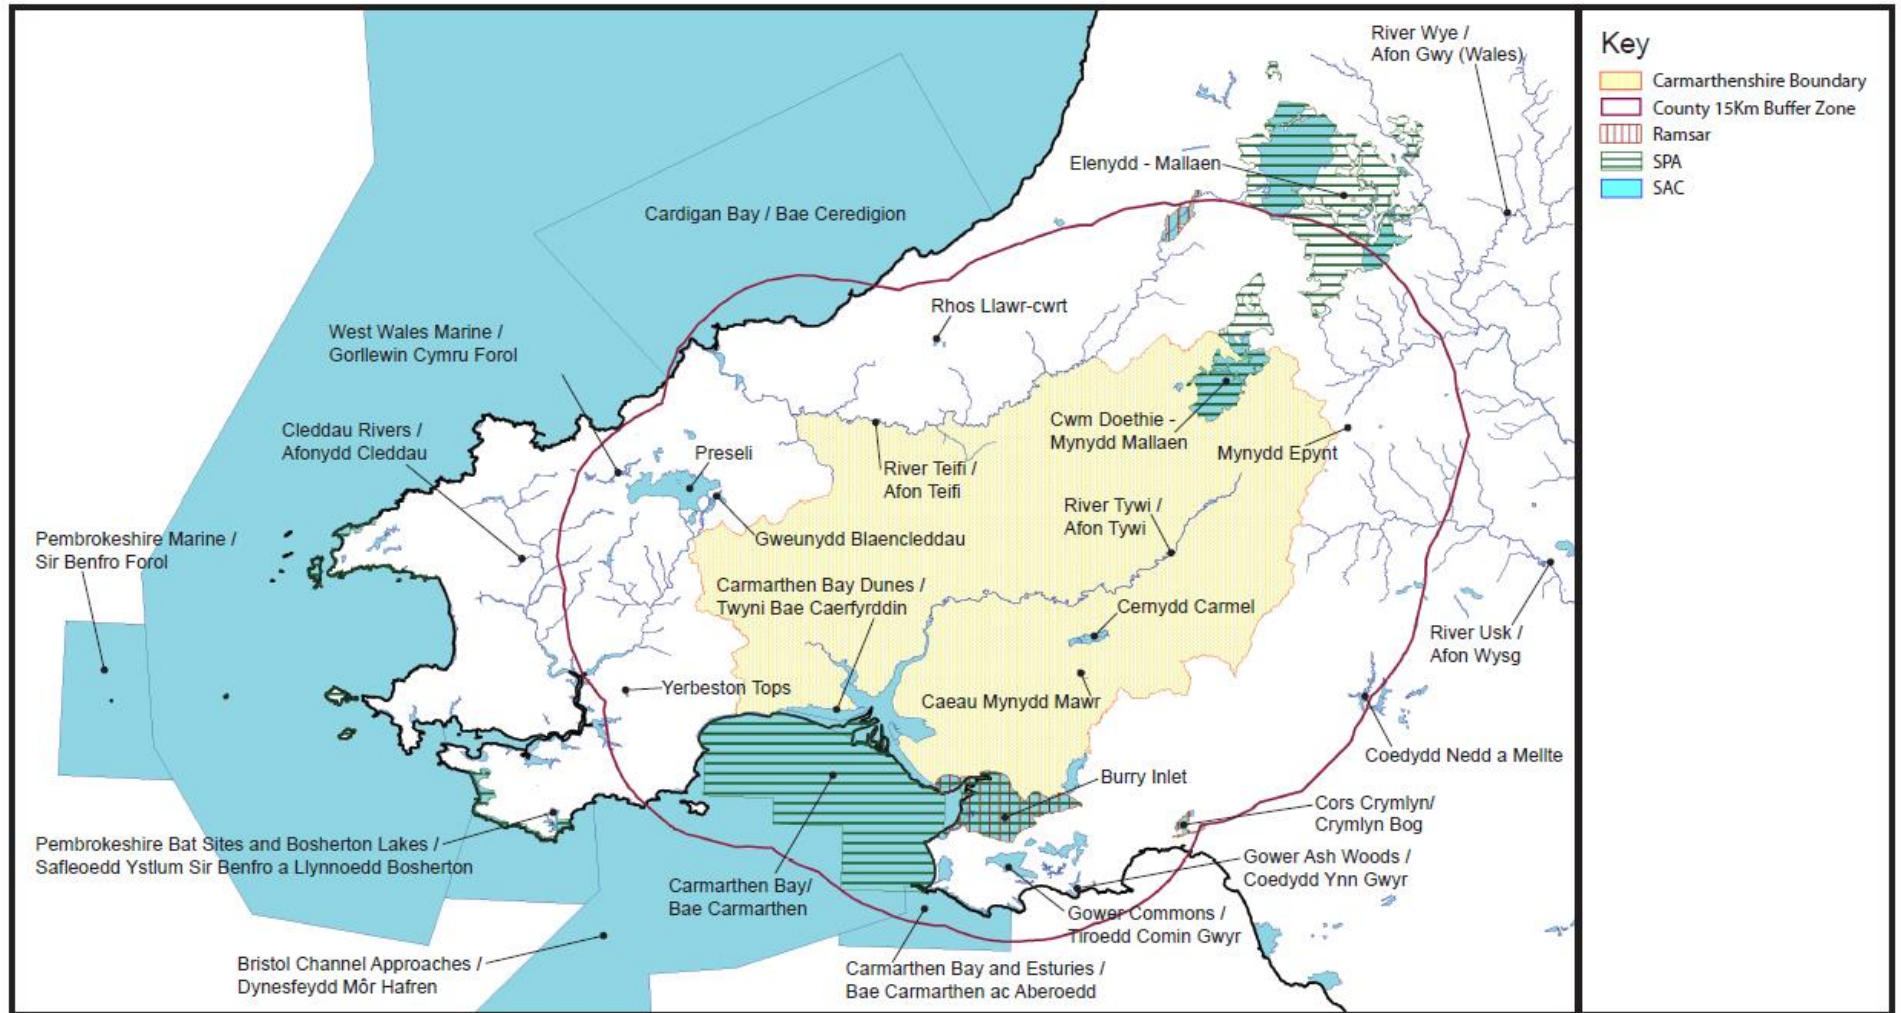 River Wye /
Afon Gwy (Wales)
Elenydd - Mallaen
Cardigan Bay / Bae Ceredigion
Rhos Llawr-cwrt
West Wales Marine /
Gorllewin Cymru Forol
Cleddau Rivers /
Afonydd Cleddau
Preseli
River Teifi /
Afon Teifi
Cwm Doethie -
Mynydd Mallaen
Mynydd Epynt
River Tywi /
Afon Tywi
Pembrokeshire Marine /
Sir Benfro Forol
Gweunydd Blaencleddau
Carmarthen Bay Dunes /
Twyni Bae Caerfyrddin
Cernydd Carmel
River Usk /
Afon Wysg
Yerbeston Tops
Caeau Mynydd Mawr
Coedydd Nedd a Mellte
Burry Inlet
Cors Crymlyn/
Crymlyn Bog
Pembrokeshire Bat Sites and Bosherton Lakes /
Safleoedd Ystlum Sir Benfro a Llynnoedd Bosherton
Gower Ash Woods /
Coedydd Ynn Gwyr
Carmarthen Bay/
Bae Carmarthen
Gower Commons /
Tiroedd Comin Gwyr
Bristol Channel Approaches /
Dynesfeydd Môr Hafren
Carmarthen Bay and Esturies /
Bae Carmarthen ac Aberoedd
Key
Carmarthenshire Boundary
County 15Km Buffer Zone
Ramsar
SPA
SAC